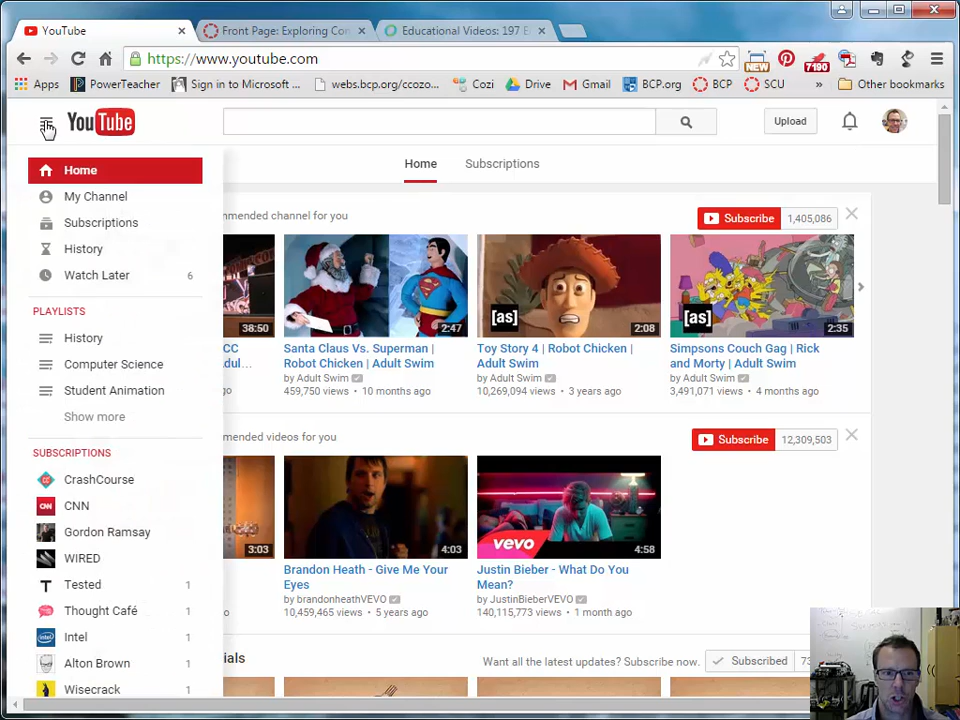 YouTube
Front Page: Exploring Con
Educational Videos: 197 E
https://www.youtube.com
NEW
7190
Apps
PowerTeacher
Sign in to Microsoft ...
webs.bcp.org/ccozo...
Cozi
Drive
Gmail
BCP.org
BCP
SCU
»
Other bookmarks
YouTube
Upload
Home
Subscriptions
Home
My Channel
Subscriptions
History
Watch Later 6
PLAYLISTS
History
Computer Science
Student Animation
Show more
SUBSCRIPTIONS
CrashCourse
CNN
CNN
Gordon Ramsay
WIRED
Tested 1
Thought Café 1
Intel 1
Alton Brown 1
Wisecrack 1
mmended channel for you
Subscribe 1,405,086
38:50
2:47
[as]
2:08
[as]
2:35
CC
Adul...
go
Santa Claus Vs. Superman |
Robot Chicken | Adult Swim
by Adult Swim
459,750 views • 10 months ago
Toy Story 4 | Robot Chicken |
Adult Swim
by Adult Swim
10,269,094 views • 3 years ago
Simpsons Couch Gag | Rick
and Morty | Adult Swim
by Adult Swim
3,491,071 views • 4 months ago
mmended videos for you
Subscribe 12,309,503
3:03
4:03
vevo
4:58
go
Brandon Heath - Give Me Your
Eyes
by brandonheathVEVO
10,459,465 views • 5 years ago
Justin Bieber - What Do You
Mean?
by JustinBieberVEVO
140,115,773 views • 1 month ago
ials
Want all the latest updates? Subscribe now.
Subscribed